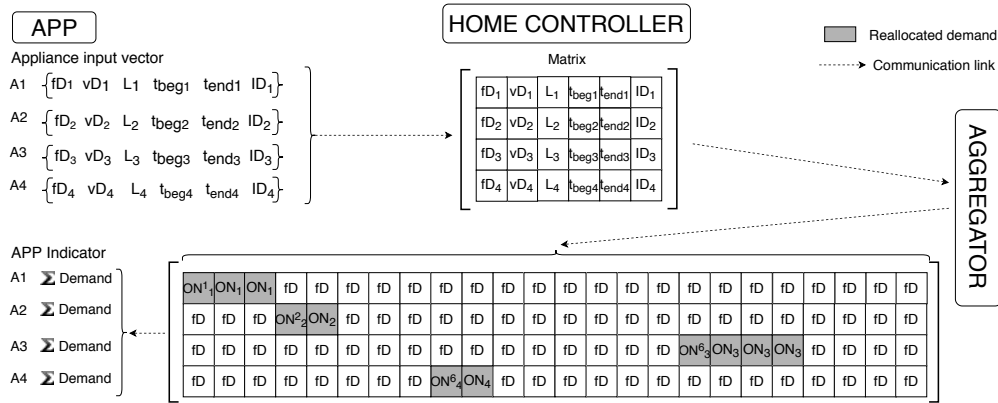 APP
HOME CONTROLLER
Reallocated demand
Communication link
Appliance input vector
Matrix
A1 {fD₁ vD₁ L₁ tbeg₁ tend₁ ID₁}
A2 {fD₂ vD₂ L₂ tbeg₂ tend₂ ID₂}
A3 {fD₃ vD₃ L₃ tbeg₃ tend₃ ID₃}
A4 {fD₄ vD₄ L₄ tbeg₄ tend₄ ID₄}
fD₁ vD₁ L₁ tbeg₁ tend₁ ID₁
fD₂ vD₂ L₂ tbeg₂ tend₂ ID₂
fD₃ vD₃ L₃ tbeg₃ tend₃ ID₃
fD₄ vD₄ L₄ tbeg₄ tend₄ ID₄
AGGREGATOR
APP Indicator
A1 Σ Demand
A2 Σ Demand
A3 Σ Demand
A4 Σ Demand
ON¹₁ ON₁ ON₁ fD fD fD fD fD fD fD fD fD fD fD fD fD fD fD fD fD fD fD fD fD
fD fD fD ON²₂ ON₂ fD fD fD fD fD fD fD fD fD fD fD fD fD fD fD fD fD fD fD
fD fD fD fD fD fD fD fD fD fD fD fD fD fD fD fD ON⁶₃ ON₃ ON₃ ON₃ fD fD fD fD
fD fD fD fD fD fD fD fD ON⁶₄ ON₄ fD fD fD fD fD fD fD fD fD fD fD fD fD fD